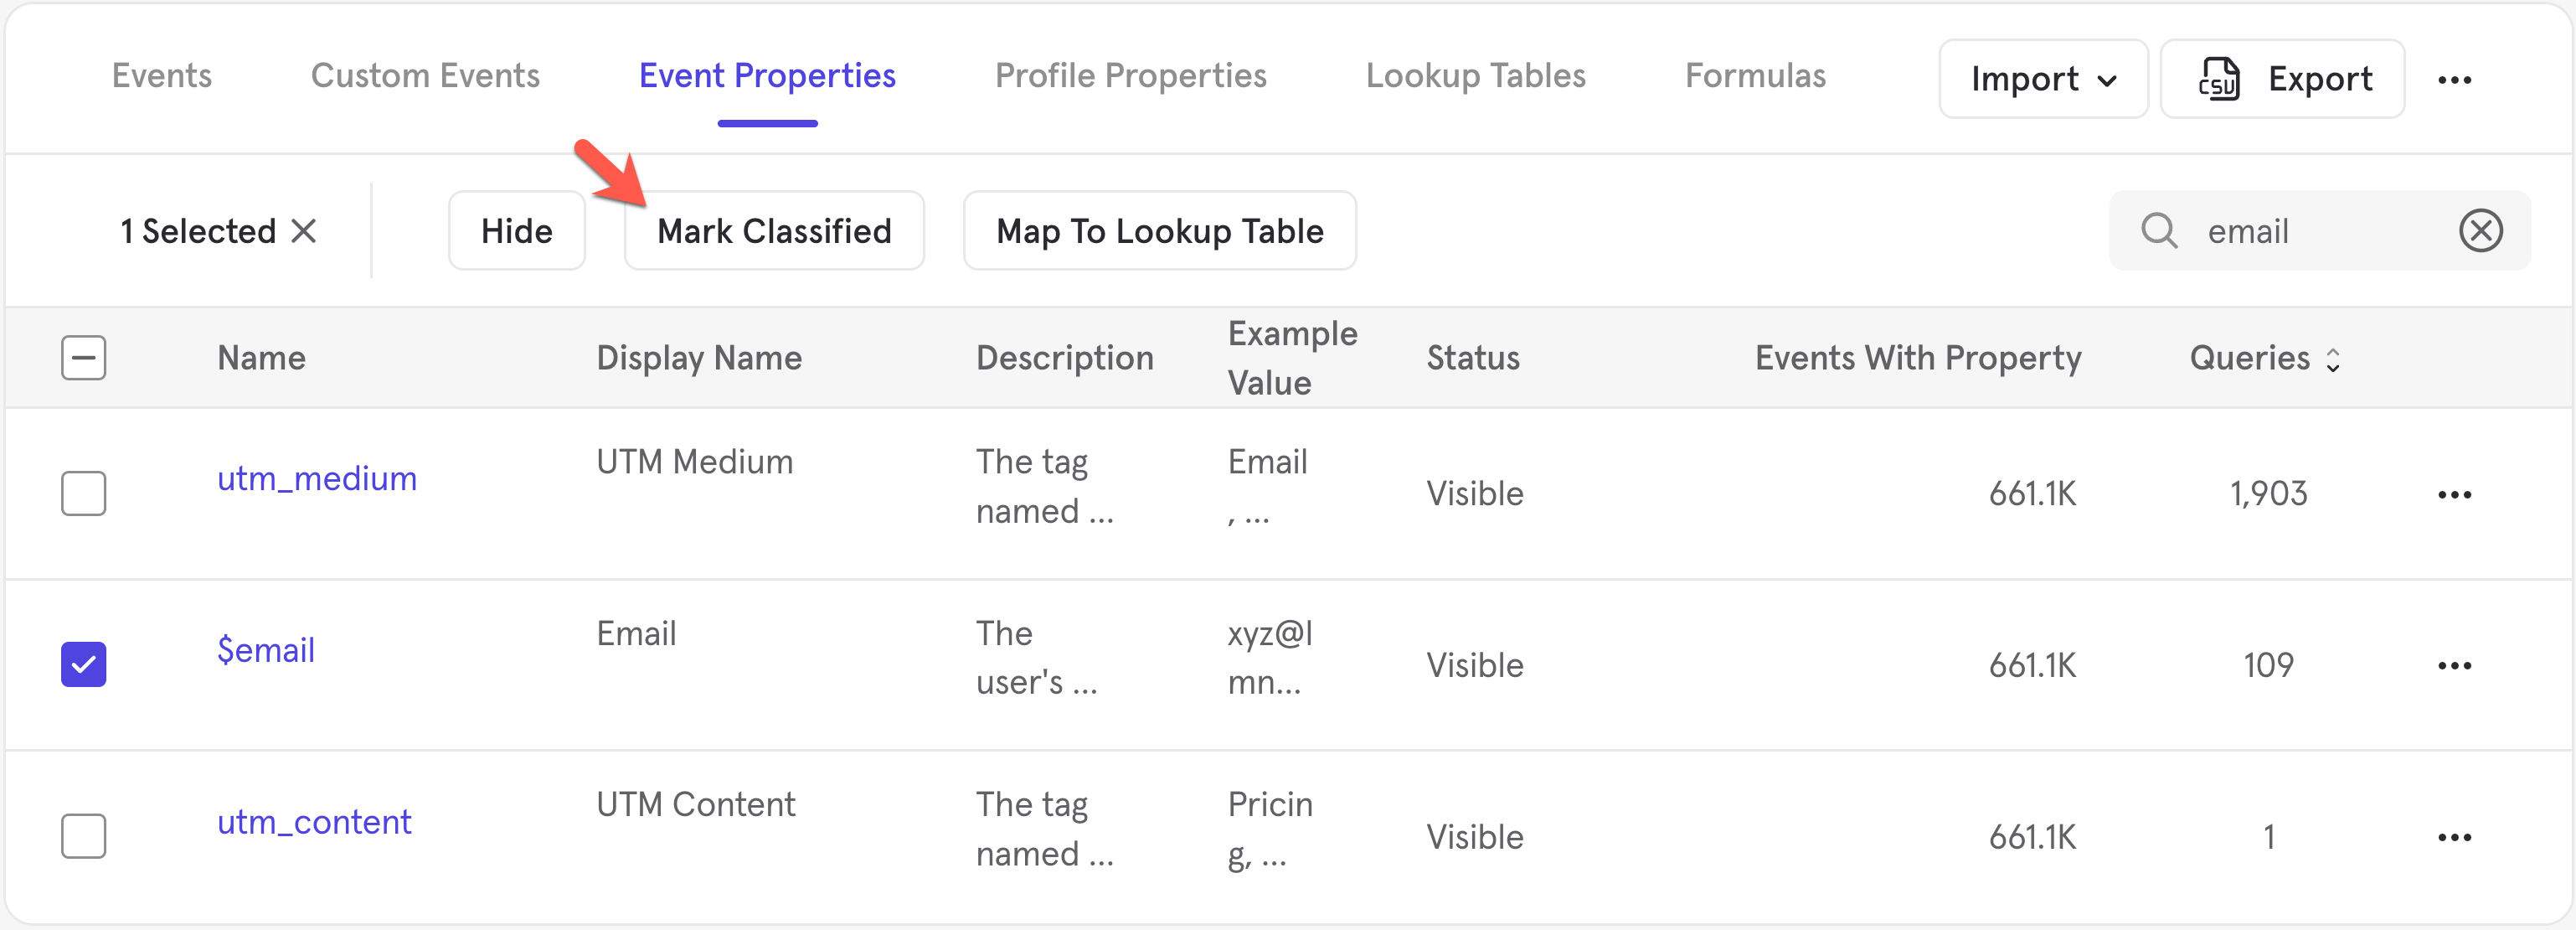 Events Custom Events Event Properties Profile Properties Lookup Tables Formulas Import CSV Export
1 Selected Hide Mark Classified Map To Lookup Table email
Name Display Name Description Example Value Status Events With Property Queries
utm_medium UTM Medium The tag named ... Email , ... Visible 661.1K 1,903
$email Email The user's ... xyz@l mn... Visible 661.1K 109
utm_content UTM Content The tag named ... Pricin g, ... Visible 661.1K 1